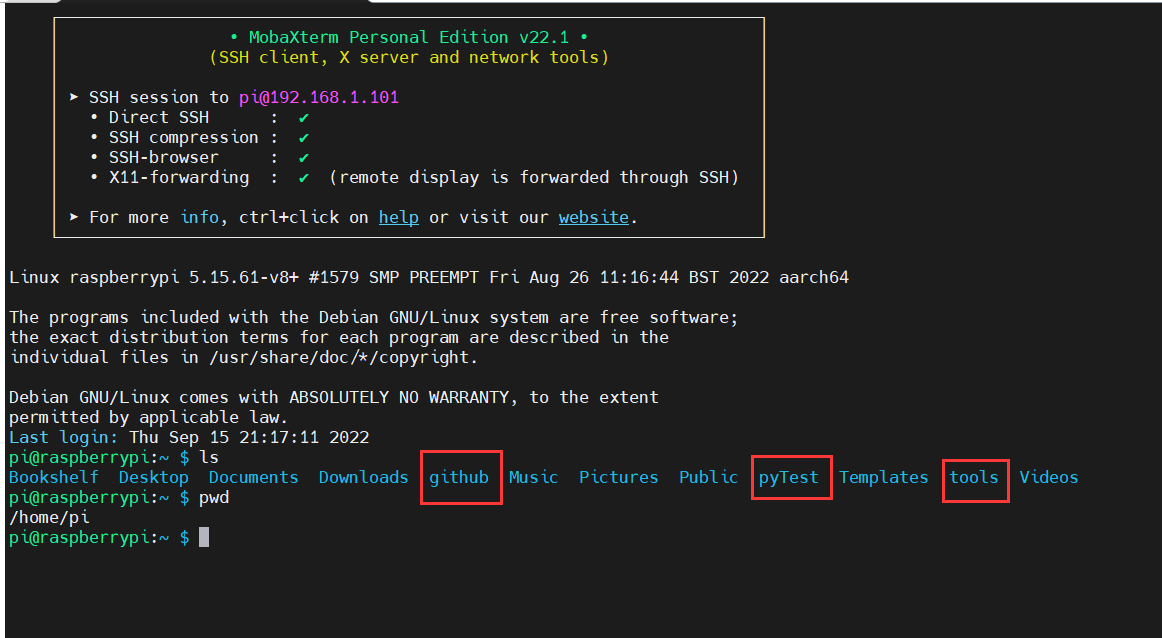 • MobaXterm Personal Edition v22.1 •
(SSH client, X server and network tools)
➤ SSH session to pi@192.168.1.101
• Direct SSH : ✔
• SSH compression : ✔
• SSH-browser : ✔
• X11-forwarding : ✔ (remote display is forwarded through SSH)
➤ For more info, ctrl+click on help or visit our website.
Linux raspberrypi 5.15.61-v8+ #1579 SMP PREEMPT Fri Aug 26 11:16:44 BST 2022 aarch64
The programs included with the Debian GNU/Linux system are free software;
the exact distribution terms for each program are described in the
individual files in /usr/share/doc/*/copyright.
Debian GNU/Linux comes with ABSOLUTELY NO WARRANTY, to the extent
permitted by applicable law.
Last login: Thu Sep 15 21:17:11 2022
pi@raspberrypi:~ $ ls
Bookshelf Desktop Documents Downloads github Music Pictures Public pyTest Templates tools Videos
pi@raspberrypi:~ $ pwd
/home/pi
pi@raspberrypi:~ $